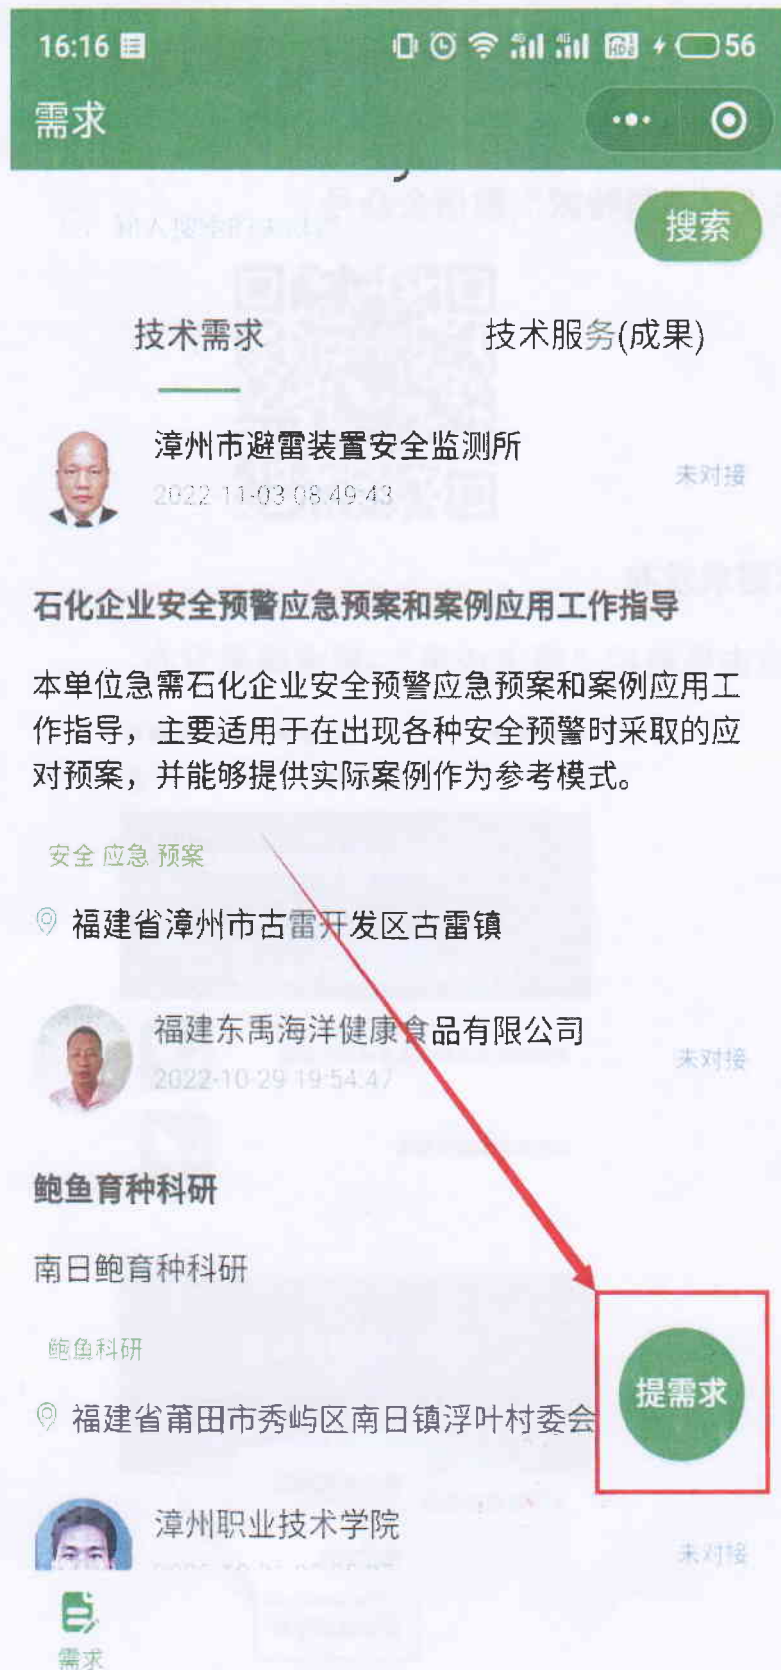 16:16
56
需求
搜索
技术需求
技术服务(成果)
漳州市避雷装置安全监测所
2022-11-03 08:49:43
未对接
石化企业安全预警应急预案和案例应用工作指导
本单位急需石化企业安全预警应急预案和案例应用工
作指导，主要适用于在出现各种安全预警时采取的应
对预案，并能够提供实际案例作为参考模式。
安全 应急 预案
福建省漳州市古雷开发区古雷镇
福建东禹海洋健康食品有限公司
2022-10-29 19:54:47
未对接
鲍鱼育种科研
南日鲍育种科研
鲍鱼科研
提需求
福建省莆田市秀屿区南日镇浮叶村委会
漳州职业技术学院
未对接
需求